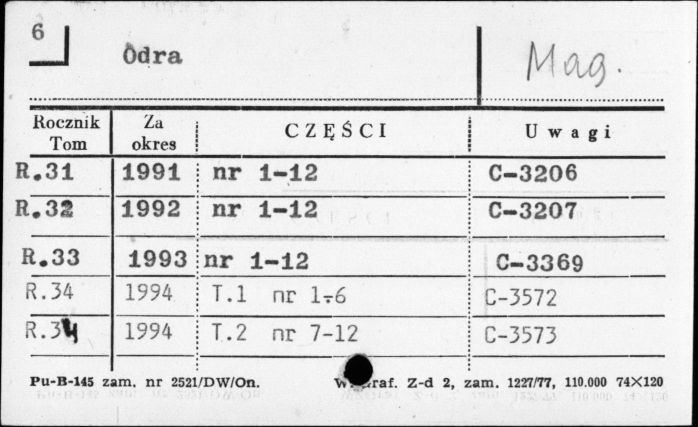 6
Odra
Mag.
Rocznik Tom Za okres CZĘŚCI Uwagi
R.31 1991 nr 1-12 C-3206
R.32 1992 nr 1-12 C-3207
R.33 1993 nr 1-12 C-3369
R.34 1994 T.1 nr 1-6 C-3572
R.34 1994 T.2 nr 7-12 C-3573
Pu-B-145 zam. nr 2521/DW/On. Z-d 2, zam. 1227/77, 110.000 74×120